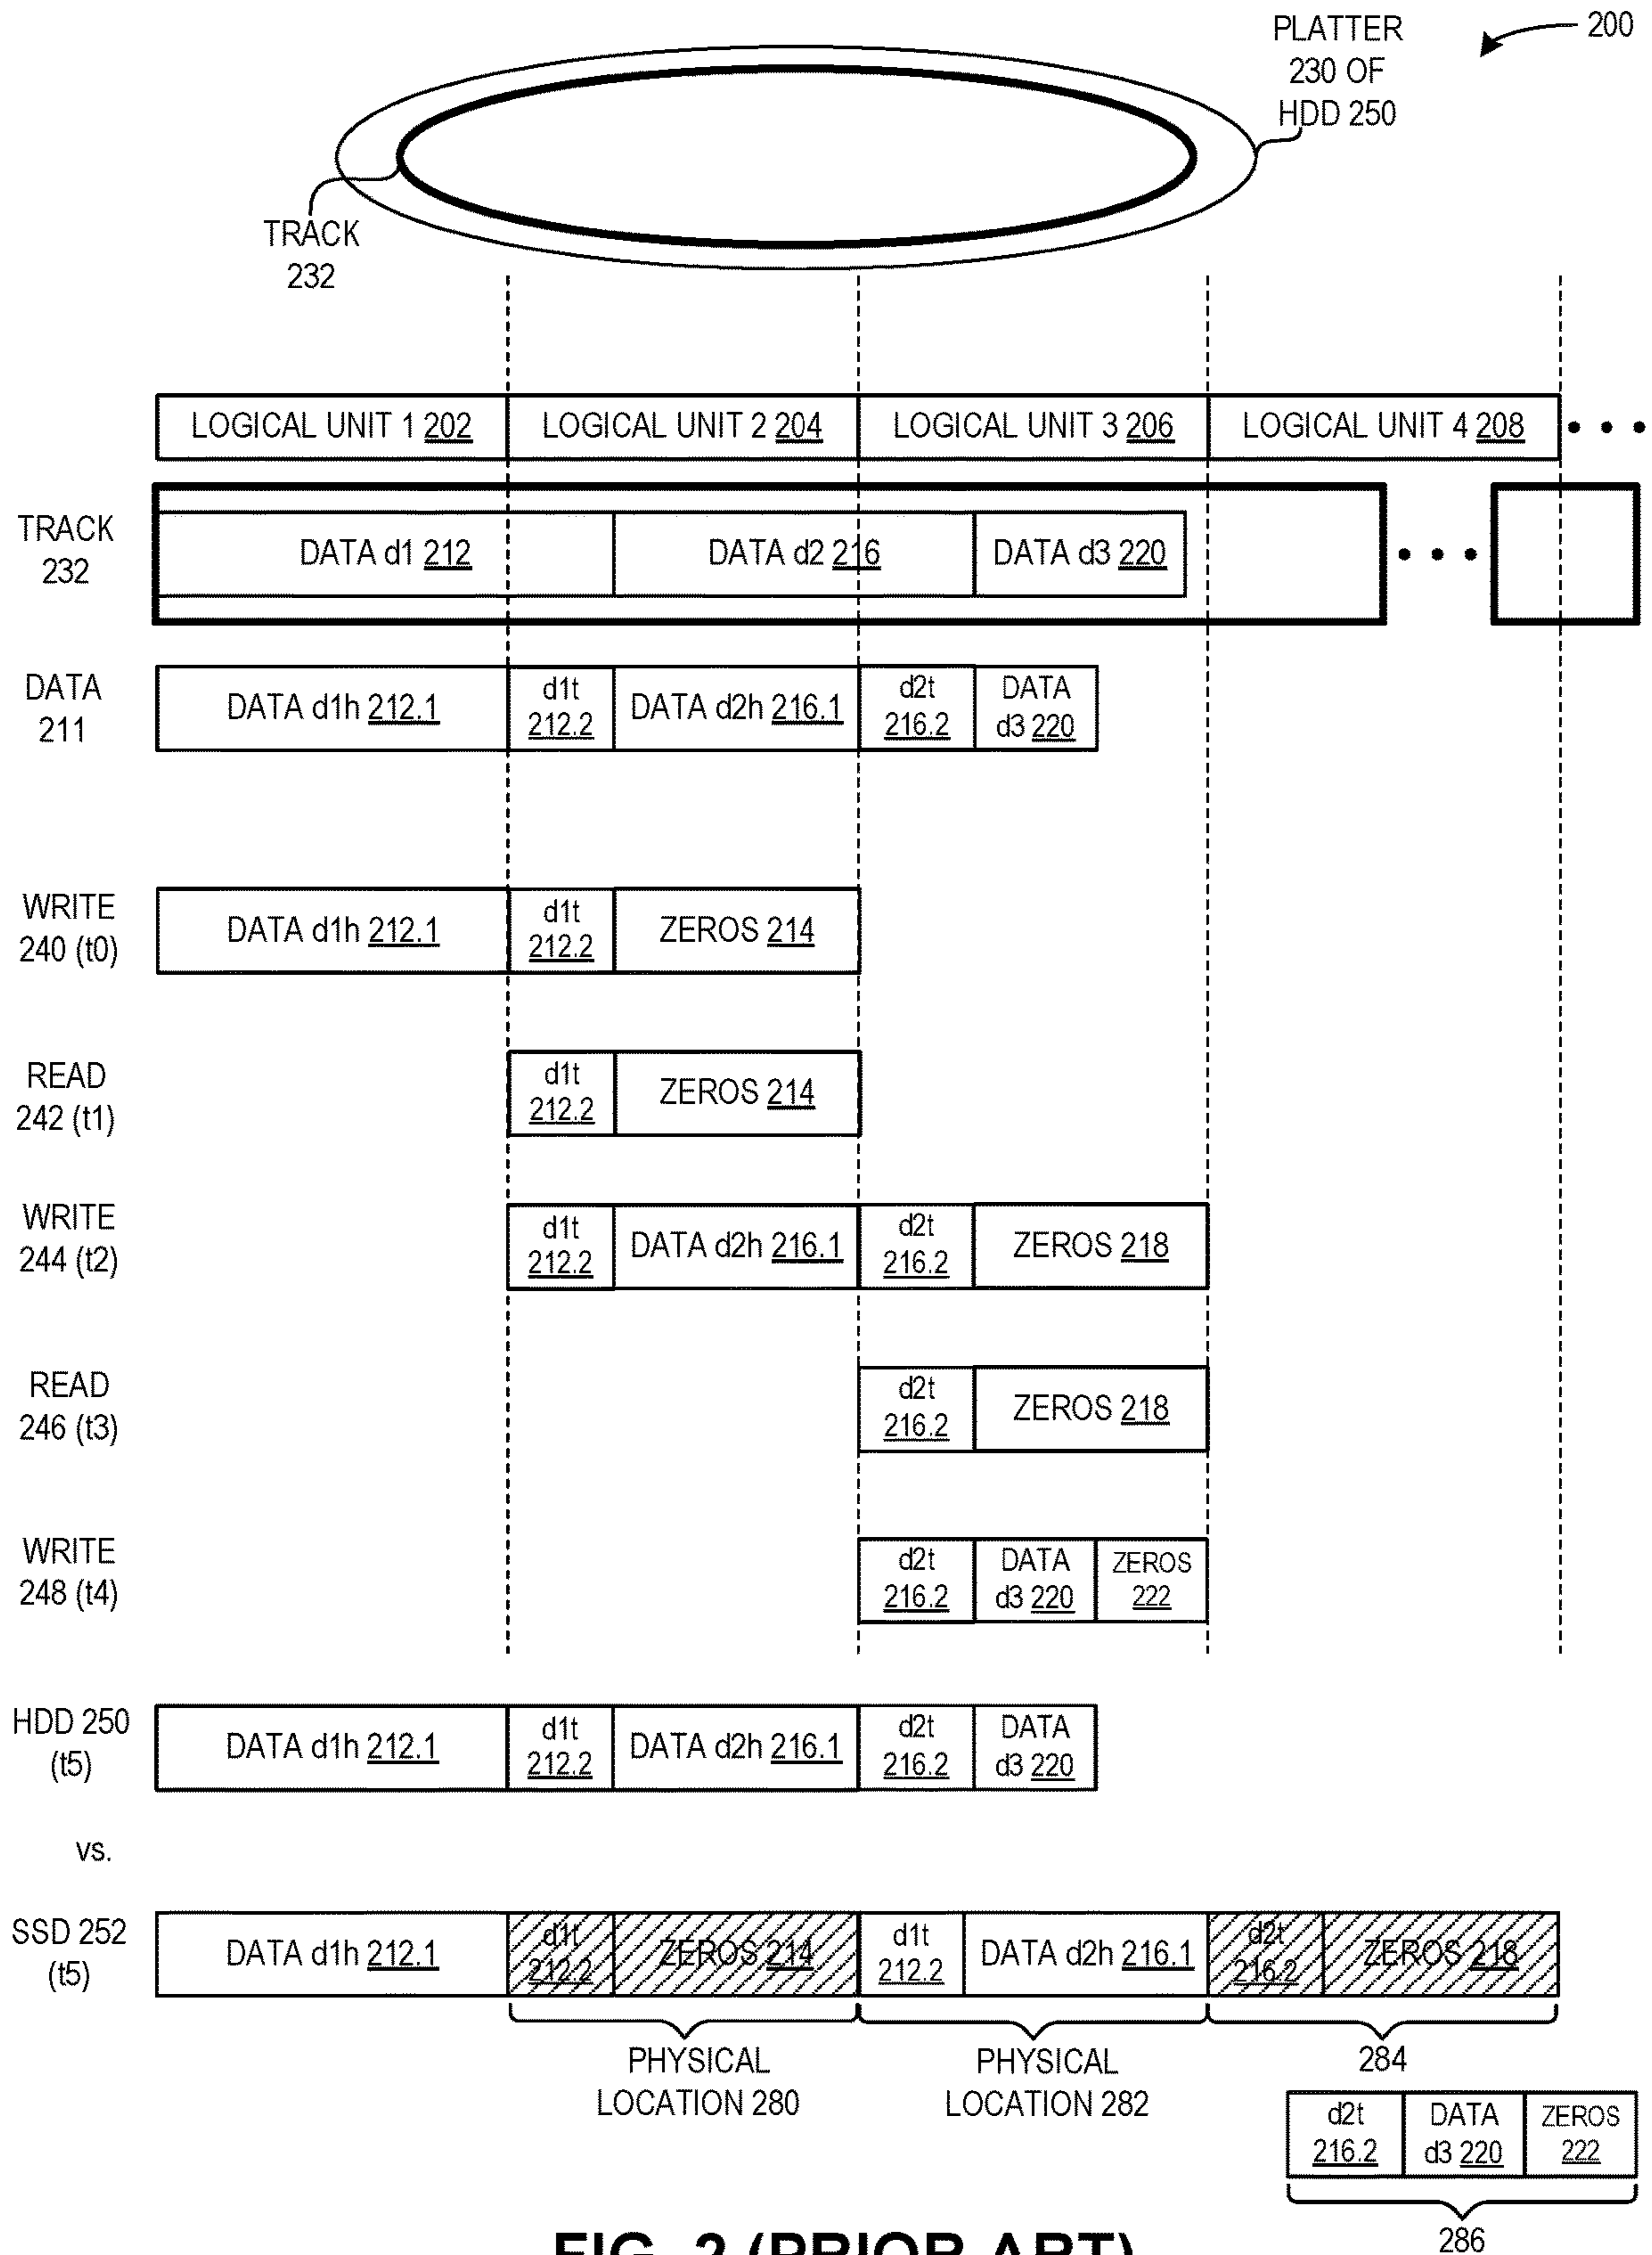 200
PLATTER
230 OF
HDD 250
TRACK
232
LOGICAL UNIT 1 202 LOGICAL UNIT 2 204 LOGICAL UNIT 3 206 LOGICAL UNIT 4 208 • • •
TRACK
232
DATA d1 212 DATA d2 216 DATA d3 220 • • •
DATA
211
DATA d1h 212.1
d1t
212.2
DATA d2h 216.1
d2t
216.2
DATA
d3 220
WRITE
240 (t0)
DATA d1h 212.1
d1t
212.2
ZEROS 214
READ
242 (t1)
d1t
212.2
ZEROS 214
WRITE
244 (t2)
d1t
212.2
DATA d2h 216.1
d2t
216.2
ZEROS 218
READ
246 (t3)
d2t
216.2
ZEROS 218
WRITE
248 (t4)
d2t
216.2
DATA
d3 220
ZEROS
222
HDD 250
(t5)
DATA d1h 212.1
d1t
212.2
DATA d2h 216.1
d2t
216.2
DATA
d3 220
vs.
SSD 252
(t5)
DATA d1h 212.1
d1t
212.2
ZEROS 214
d1t
212.2
DATA d2h 216.1
d2t
216.2
ZEROS 218
PHYSICAL
LOCATION 280
PHYSICAL
LOCATION 282
284
d2t
216.2
DATA
d3 220
ZEROS
222
286
FIG. 2 (PRIOR ART)